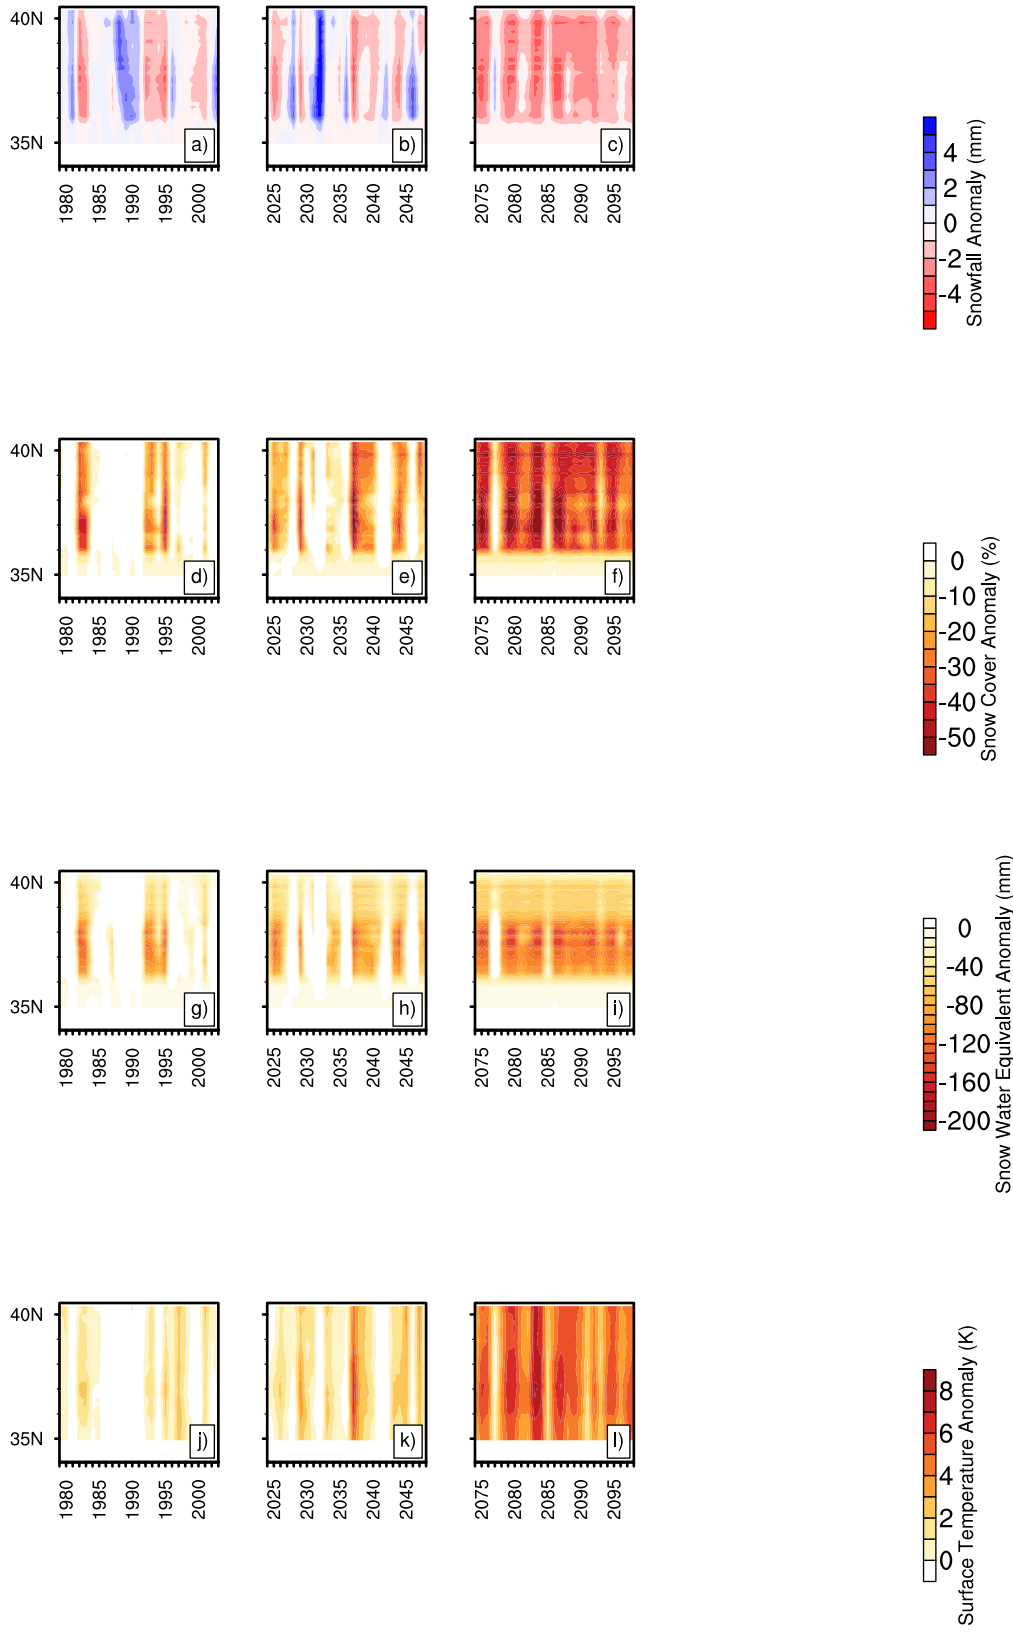 40N
35N
a)
b)
c)
1980 1985 1990 1995 2000
2025 2030 2035 2040 2045
2075 2080 2085 2090 2095
4
2
0
-2
-4
Snowfall Anomaly (mm)
40N
35N
d)
e)
f)
1980 1985 1990 1995 2000
2025 2030 2035 2040 2045
2075 2080 2085 2090 2095
0
-10
-20
-30
-40
-50
Snow Cover Anomaly (%)
40N
35N
g)
h)
i)
1980 1985 1990 1995 2000
2025 2030 2035 2040 2045
2075 2080 2085 2090 2095
0
-40
-80
-120
-160
-200
Snow Water Equivalent Anomaly (mm)
40N
35N
j)
k)
l)
1980 1985 1990 1995 2000
2025 2030 2035 2040 2045
2075 2080 2085 2090 2095
8
6
4
2
0
Surface Temperature Anomaly (K)